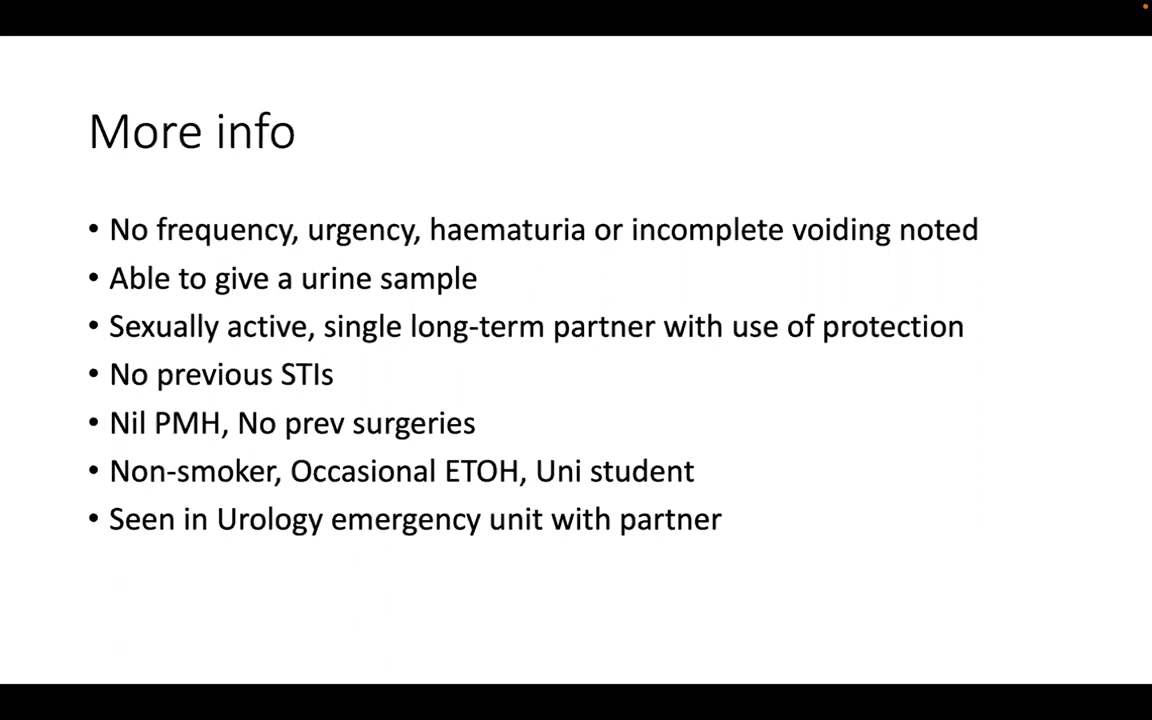 More info
• No frequency, urgency, haematuria or incomplete voiding noted
• Able to give a urine sample
• Sexually active, single long-term partner with use of protection
• No previous STIs
• Nil PMH, No prev surgeries
• Non-smoker, Occasional ETOH, Uni student
• Seen in Urology emergency unit with partner